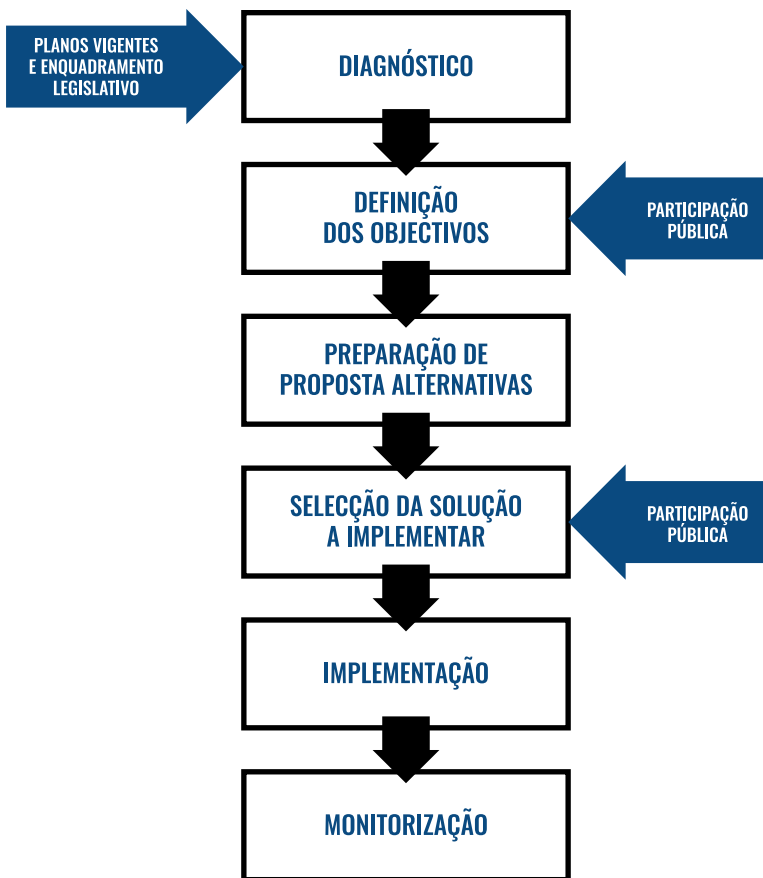 PLANOS VIGENTES
E ENQUADRAMENTO
LEGISLATIVO
DIAGNÓSTICO
DEFINIÇÃO
DOS OBJECTIVOS
PARTICIPAÇÃO
PÚBLICA
PREPARAÇÃO DE
PROPOSTA ALTERNATIVAS
SELECÇÃO DA SOLUÇÃO
A IMPLEMENTAR
PARTICIPAÇÃO
PÚBLICA
IMPLEMENTAÇÃO
MONITORIZAÇÃO